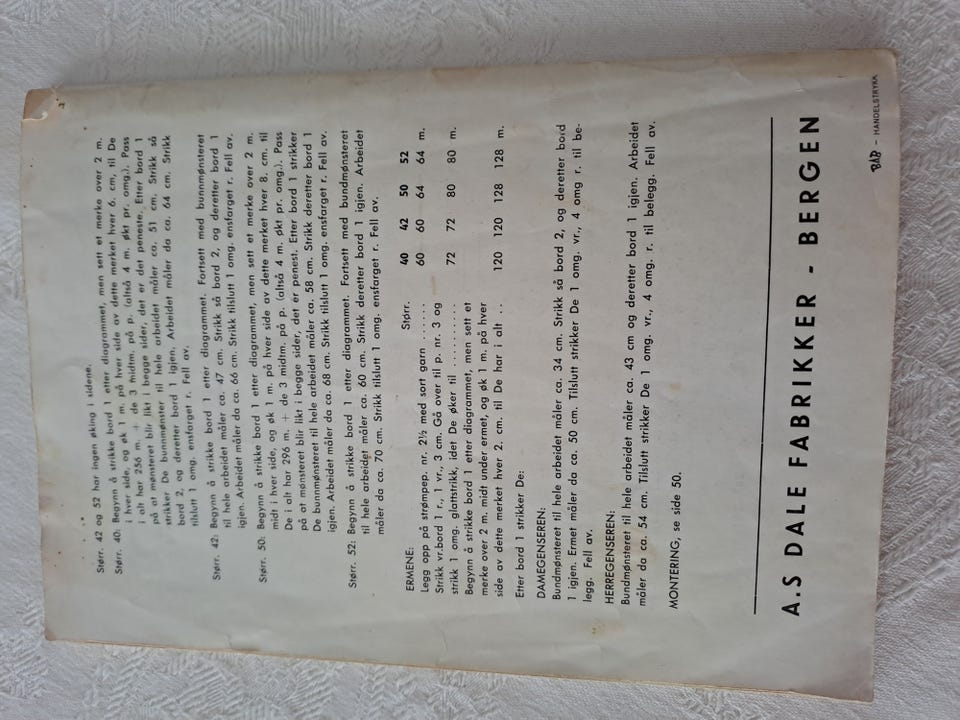 Størr. 42 og 52 har ingen øking i sidene.
Størr. 40: Begynn å strikke bord 1 etter diagrammet, men sett et merke over 2 m.
i hver side, og øk 1 m. på hver side av dette merket hver 6. cm, til De
i alt har 256 m. + de 3 midtm. på p. (altså 4 m. økt pr. omg.). Pass
på at mønsteret blir likt i begge sider, det er det peneste. Etter bord 1
strikker De bunnmønster til hele arbeidet måler ca. 51 cm. Strikk så
bord 2, og deretter bord 1 igjen. Arbeidet måler da ca. 64 cm. Strikk
tilslutt 1 omg. ensfarget r. Fell av.
Størr. 42: Begynn å strikke bord 1 etter diagrammet. Fortsett med bunnmønsteret
til hele arbeidet måler ca. 47 cm. Strikk så bord 2, og deretter bord 1
igjen. Arbeidet måler da ca. 66 cm. Strikk tilslutt 1 omg. ensfarget r. Fell av.
Størr. 50: Begynn å strikke bord 1 etter diagrammet, men sett et merke over 2 m.
midt i hver side, og øk 1 m. på hver side av dette merket hver 8. cm. til
De i alt har 296 m. + de 3 midtm. på p. (altså 4 m. økt pr. omg.). Pass
på at mønsteret blir likt i begge sider, det er penest. Etter bord 1 strikker
De bunnmønsteret til hele arbeidet måler ca. 58 cm. Strikk deretter bord 1
igjen. Arbeidet måler da ca. 68 cm. Strikk tilslutt 1 omg. ensfarget r. Fell av.
Størr. 52: Begynn å strikke bord 1 etter diagrammet. Fortsett med bundmønsteret
til hele arbeidet måler ca. 60 cm. Strikk deretter bord 1 igjen. Arbeidet
måler da ca. 70 cm. Strikk tilslutt 1 omg. ensfarget r. Fell av.
ERMENE: Størr. 40 42 50 52
Legg opp på strømpep. nr. 2½ med sort garn ...... 60 60 64 64 m.
Strikk vr.bord 1 r., 1 vr., 3 cm. Gå over til p. nr. 3 og
strikk 1 omg. glattstrikk, idet De øker til .......... 72 72 80 80 m.
Begynn å strikke bord 1 etter diagrammet, men sett et
merke over 2 m. midt under ermet, og øk 1 m. på hver
side av dette merket hver 2. cm. til De har i alt .. 120 120 128 128 m.
Etter bord 1 strikker De:
DAMEGENSEREN:
Bundmønsteret til hele arbeidet måler ca. 34 cm. Strikk så bord 2, og deretter bord
1 igjen. Ermet måler da ca. 50 cm. Tilslutt strikker De 1 omg. vr., 4 omg r. til be-
legg. Fell av.
HERREGENSEREN:
Bundmønsteret til hele arbeidet måler ca. 43 cm og deretter bord 1 igjen. Arbeidet
måler da ca. 54 cm. Tilslutt strikker De 1 omg. vr., 4 omg. r. til belegg. Fell av.
MONTERING, se side 50.
A.S DALE FABRIKKER - BERGEN
BÅB - HANDELSTRYKK